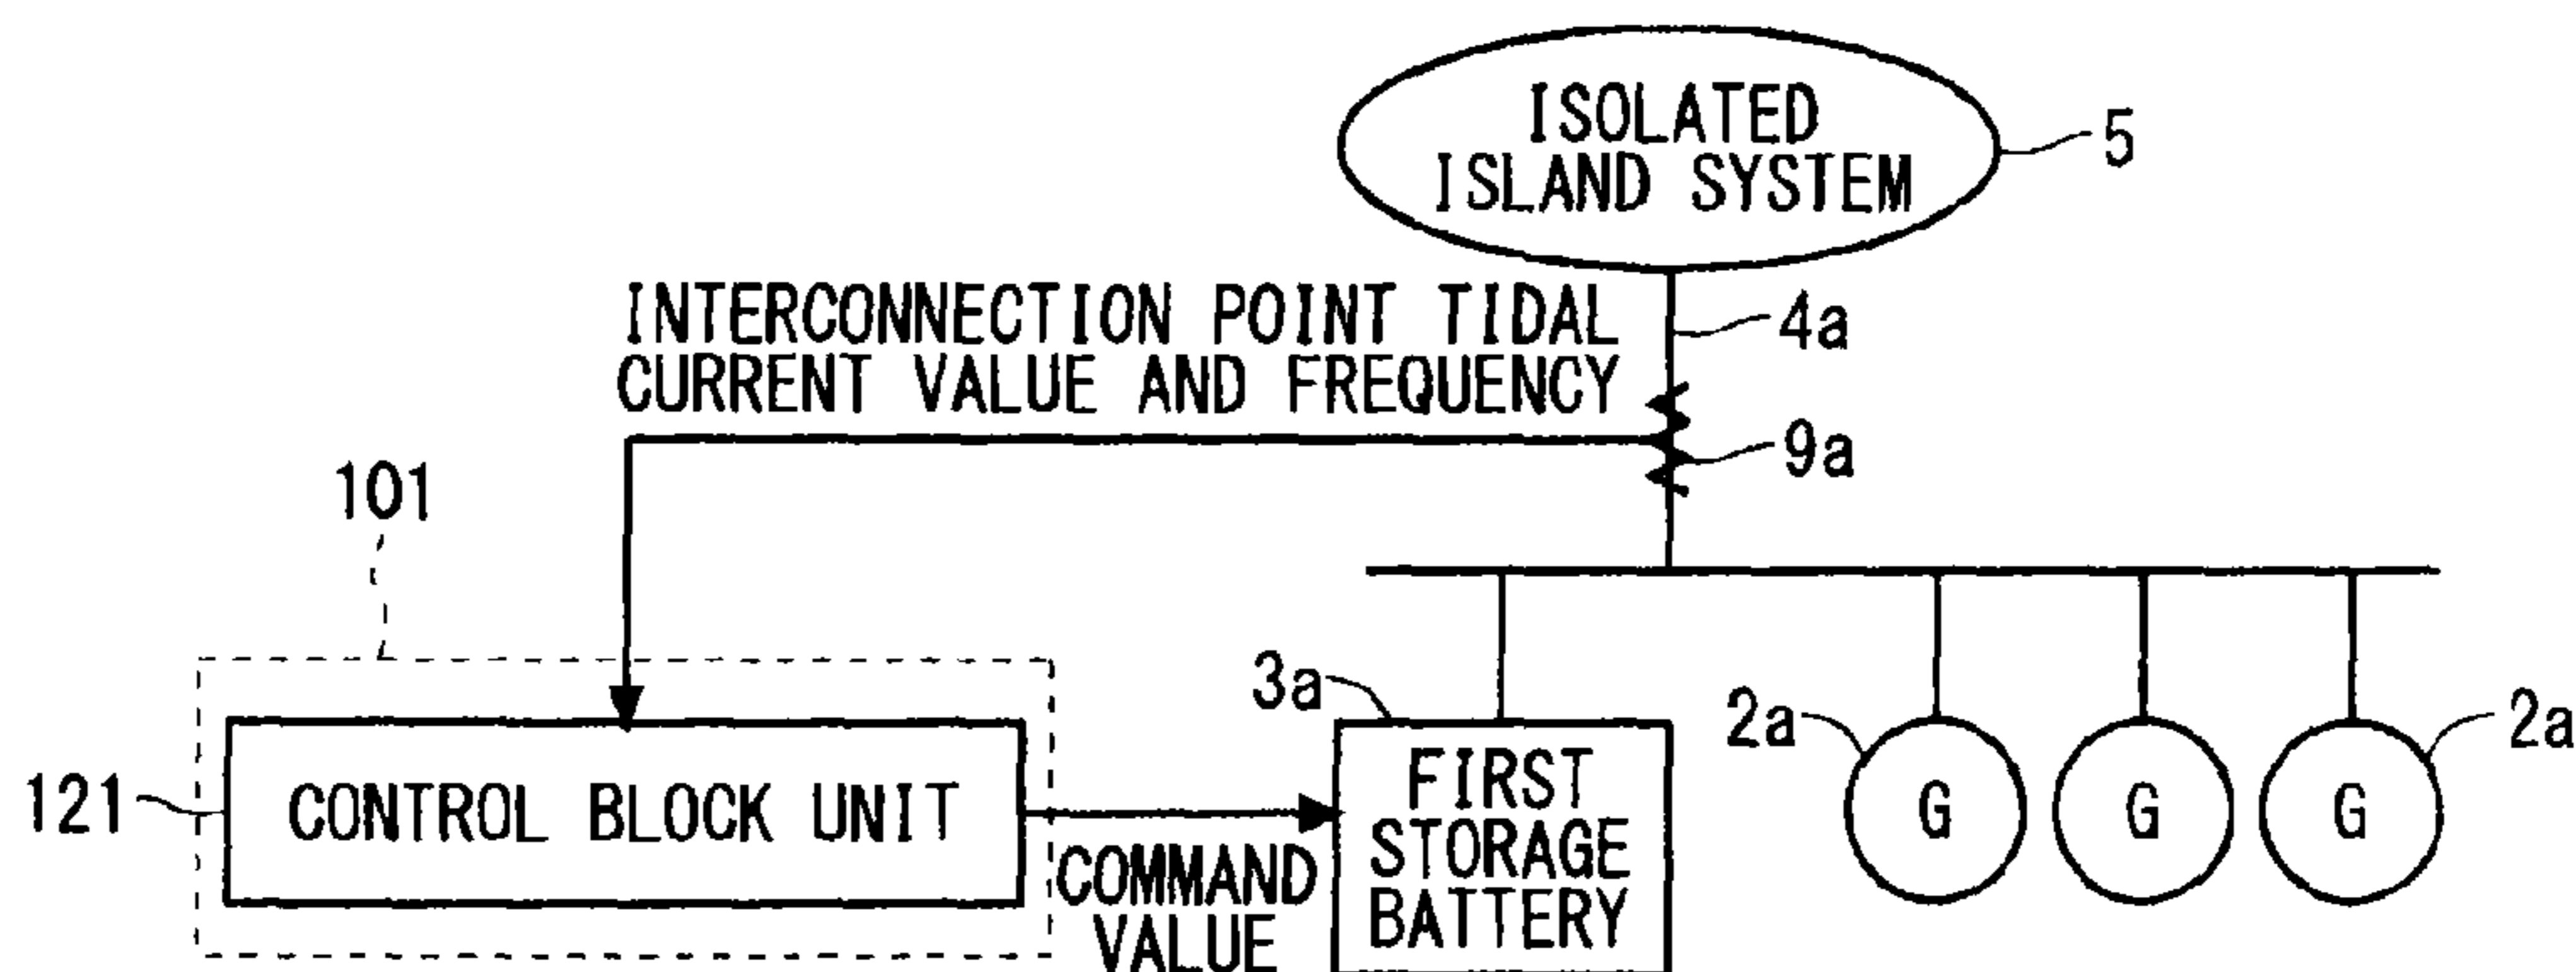 ISOLATED
ISLAND SYSTEM
5
INTERCONNECTION POINT TIDAL
CURRENT VALUE AND FREQUENCY
4a
9a
101
3a
2a
2a
121
CONTROL BLOCK UNIT
COMMAND
VALUE
FIRST
STORAGE
BATTERY
G
G
G